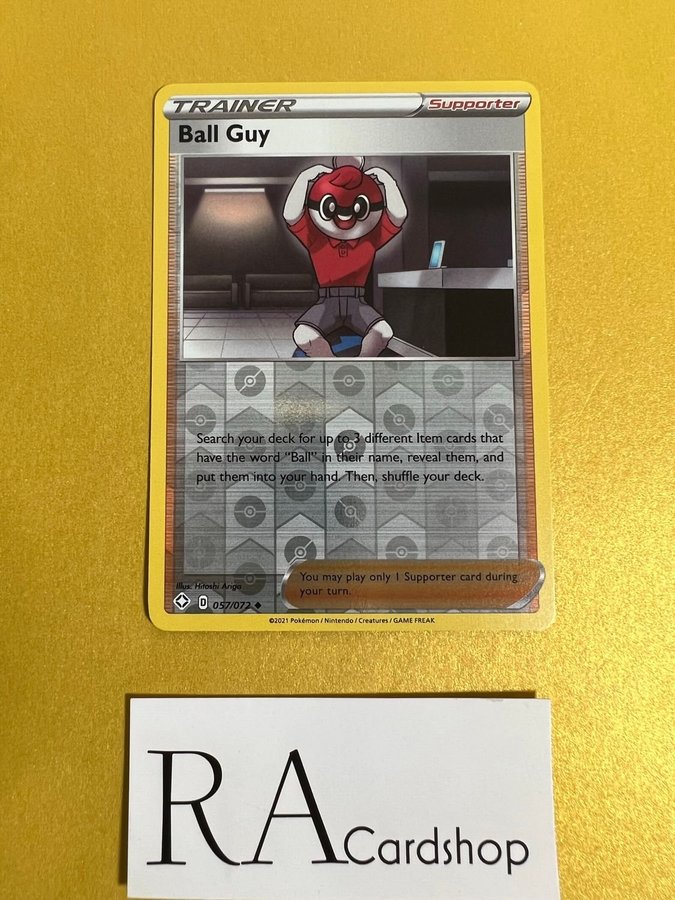 TRAINER Supporter
Ball Guy
Search your deck for up to 3 different Item cards that
have the word "Ball" in their name, reveal them, and
put them into your hand. Then, shuffle your deck.
Illus. Hitoshi Ariga
You may play only 1 Supporter card during
your turn.
D 057/072
©2021 Pokémon / Nintendo / Creatures / GAME FREAK
RA Cardshop